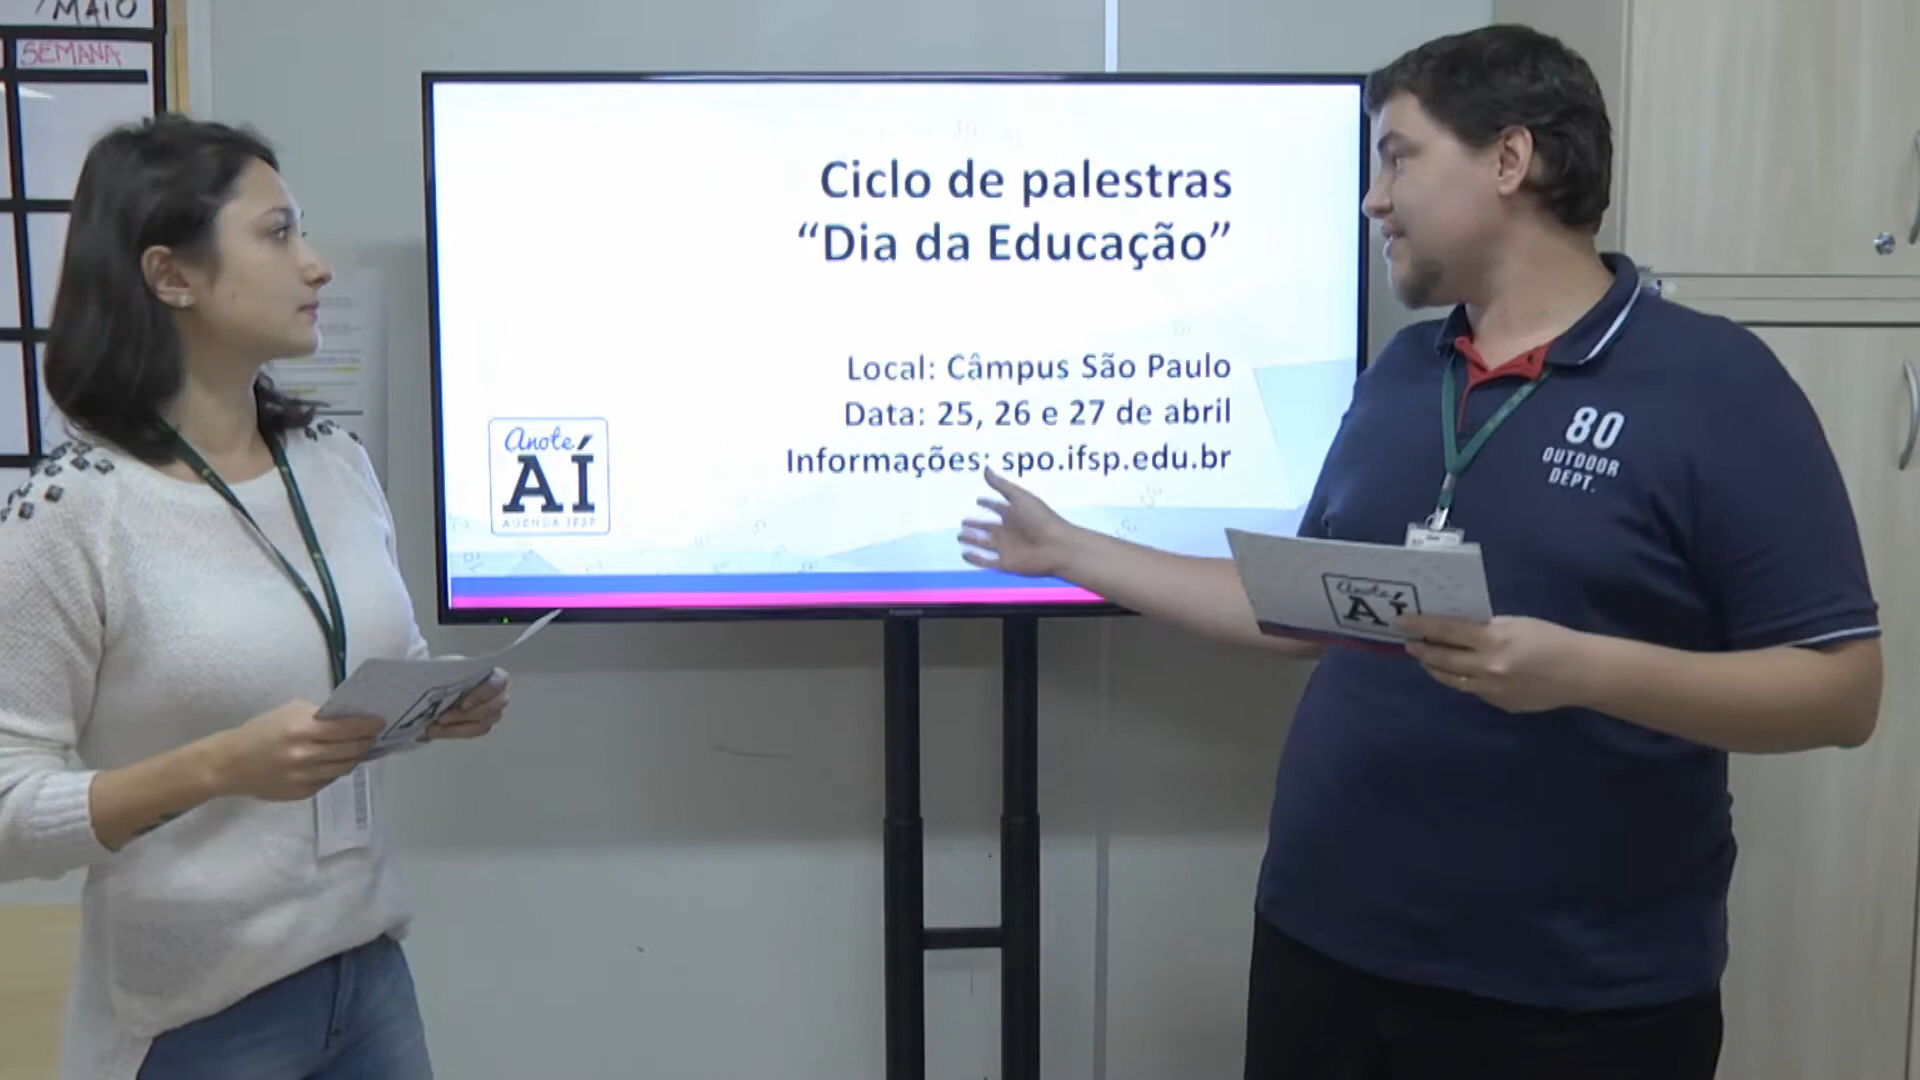 /MAIO
SEMANA
Ciclo de palestras
“Dia da Educação”
Local: Câmpus São Paulo
Data: 25, 26 e 27 de abril
Informações: spo.ifsp.edu.br
Anote
AÍ
AGENDA IFSP
80
OUTDOOR
DEPT.
Anote
AÍ
AÍ